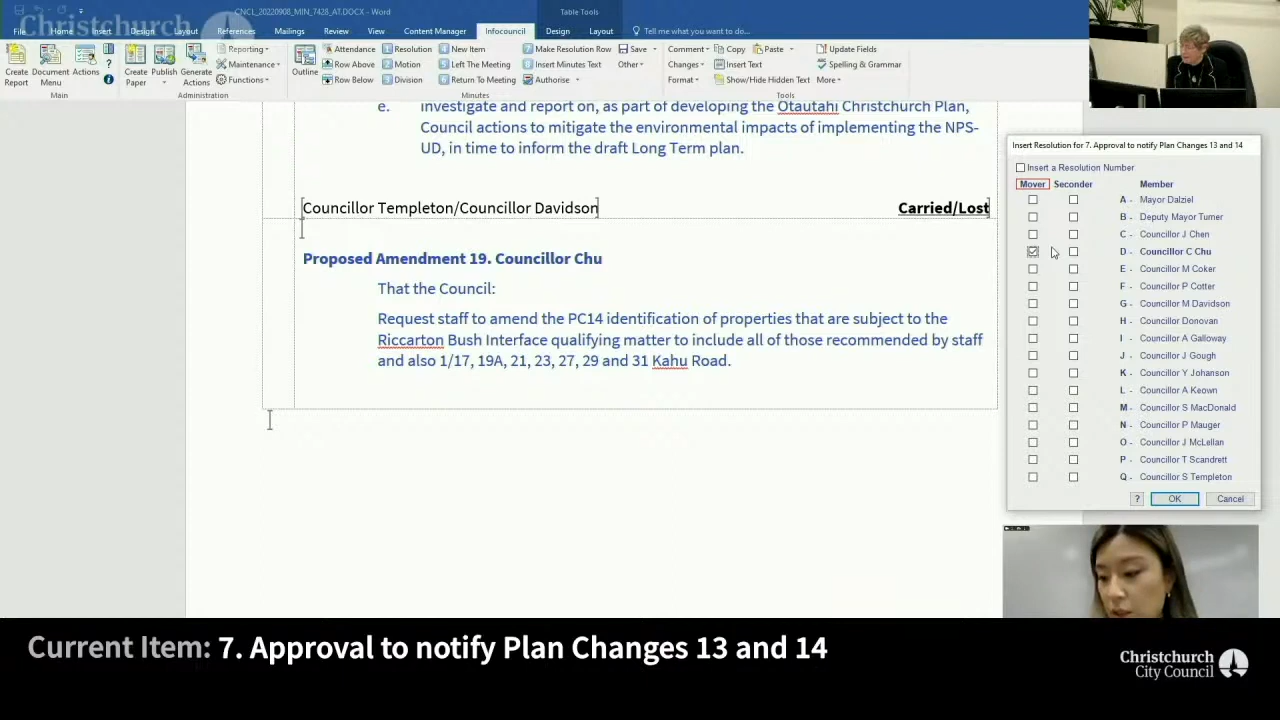 CNCL_20220908_MIN_7428_AT.DOCX - Word
Table Tools
Christchurch
File Home Insert Design Layout References Mailings Review View Content Manager Infocouncil Design Layout Tell me what you want to do...
Create Report
Document Menu
Actions
Main
Create Paper
Publish
Generate Actions
Reporting
Maintenance
Functions
Administration
Outline
Attendance
Row Above
Row Below
Resolution
Motion
Division
New Item
Left The Meeting
Return To Meeting
Make Resolution Row
Insert Minutes Text
Authorise
Save
Other
Minutes
Comment
Changes
Format
Copy
Paste
Insert Text
Show/Hide Hidden Text
Update Fields
Spelling & Grammar
More
Tools
e. investigate and report on, as part of developing the Ōtautahi Christchurch Plan,
Council actions to mitigate the environmental impacts of implementing the NPS-
UD, in time to inform the draft Long Term plan.
Councillor Templeton/Councillor Davidson Carried/Lost
Proposed Amendment 19. Councillor Chu
That the Council:
Request staff to amend the PC14 identification of properties that are subject to the
Riccarton Bush Interface qualifying matter to include all of those recommended by staff
and also 1/17, 19A, 21, 23, 27, 29 and 31 Kahu Road.
Insert Resolution for 7. Approval to notify Plan Changes 13 and 14
Insert a Resolution Number
Mover Seconder Member
A - Mayor Dalziel
B - Deputy Mayor Turner
C - Councillor J Chen
D - Councillor C Chu
E - Councillor M Coker
F - Councillor P Cotter
G - Councillor M Davidson
H - Councillor Donovan
I - Councillor A Galloway
J - Councillor J Gough
K - Councillor Y Johanson
L - Councillor A Keown
M - Councillor S MacDonald
N - Councillor P Mauger
O - Councillor J McLellan
P - Councillor T Scandrett
Q - Councillor S Templeton
? OK Cancel
Current Item: 7. Approval to notify Plan Changes 13 and 14
Christchurch
City Council